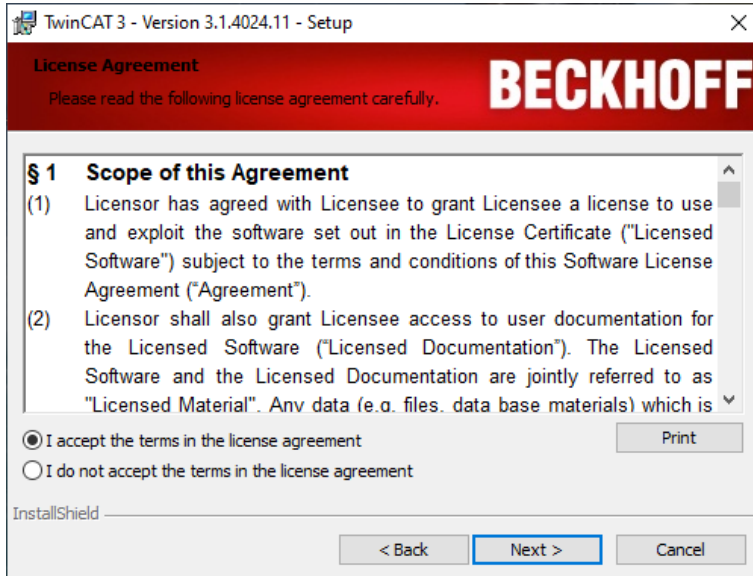 TwinCAT 3 - Version 3.1.4024.11 - Setup
License Agreement
Please read the following license agreement carefully.
BECKHOFF
§ 1 Scope of this Agreement
(1) Licensor has agreed with Licensee to grant Licensee a license to use
and exploit the software set out in the License Certificate ("Licensed
Software") subject to the terms and conditions of this Software License
Agreement (“Agreement”).
(2) Licensor shall also grant Licensee access to user documentation for
the Licensed Software (“Licensed Documentation”). The Licensed
Software and the Licensed Documentation are jointly referred to as
"Licensed Material". Any data (e.g. files, data base materials) which is
I accept the terms in the license agreement
Print
I do not accept the terms in the license agreement
InstallShield
< Back
Next >
Cancel